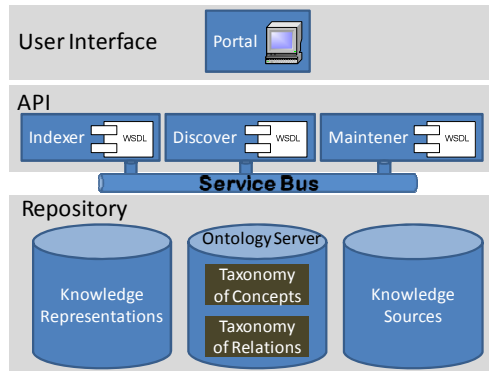 User Interface
Portal
API
Indexer
WSDL
Discover
WSDL
Maintener
WSDL
Service Bus
Repository
Knowledge
Representations
Ontology Server
Taxonomy
of Concepts
Taxonomy
of Relations
Knowledge
Sources